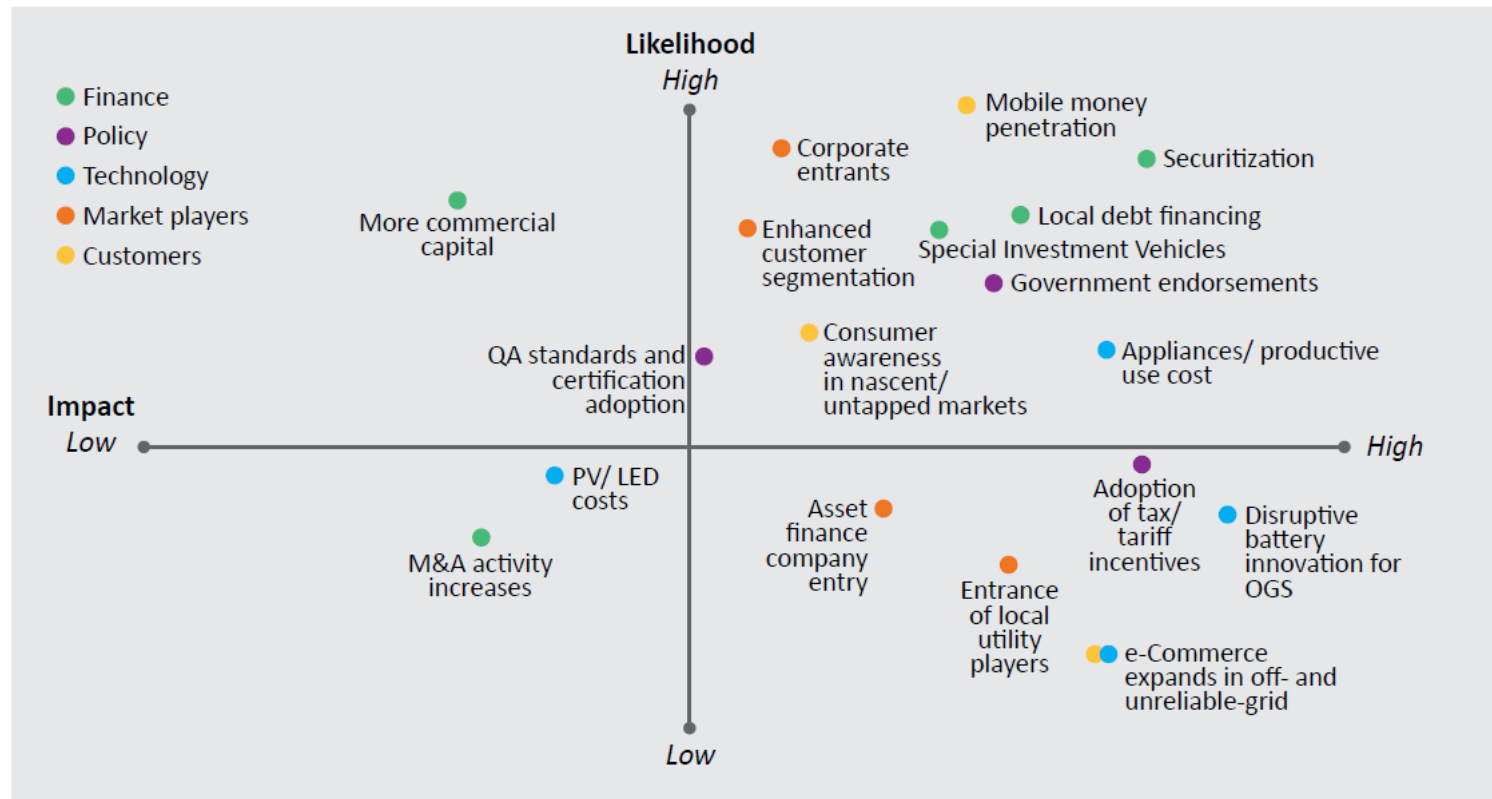 Likelihood
High
Finance
Policy
Technology
Market players
Customers
Mobile money
penetration
Corporate
entrants
Securitization
More commercial
capital
Local debt financing
Enhanced
customer
segmentation
Special Investment Vehicles
Government endorsements
QA standards and
certification
adoption
Consumer
awareness
in nascent/
untapped markets
Appliances/ productive
use cost
Impact
Low
High
PV/ LED
costs
M&A activity
increases
Asset
finance
company
entry
Adoption
of tax/
tariff
incentives
Disruptive
battery
innovation for
OGS
Entrance
of local
utility
players
e-Commerce
expands in off- and
unreliable-grid
Low